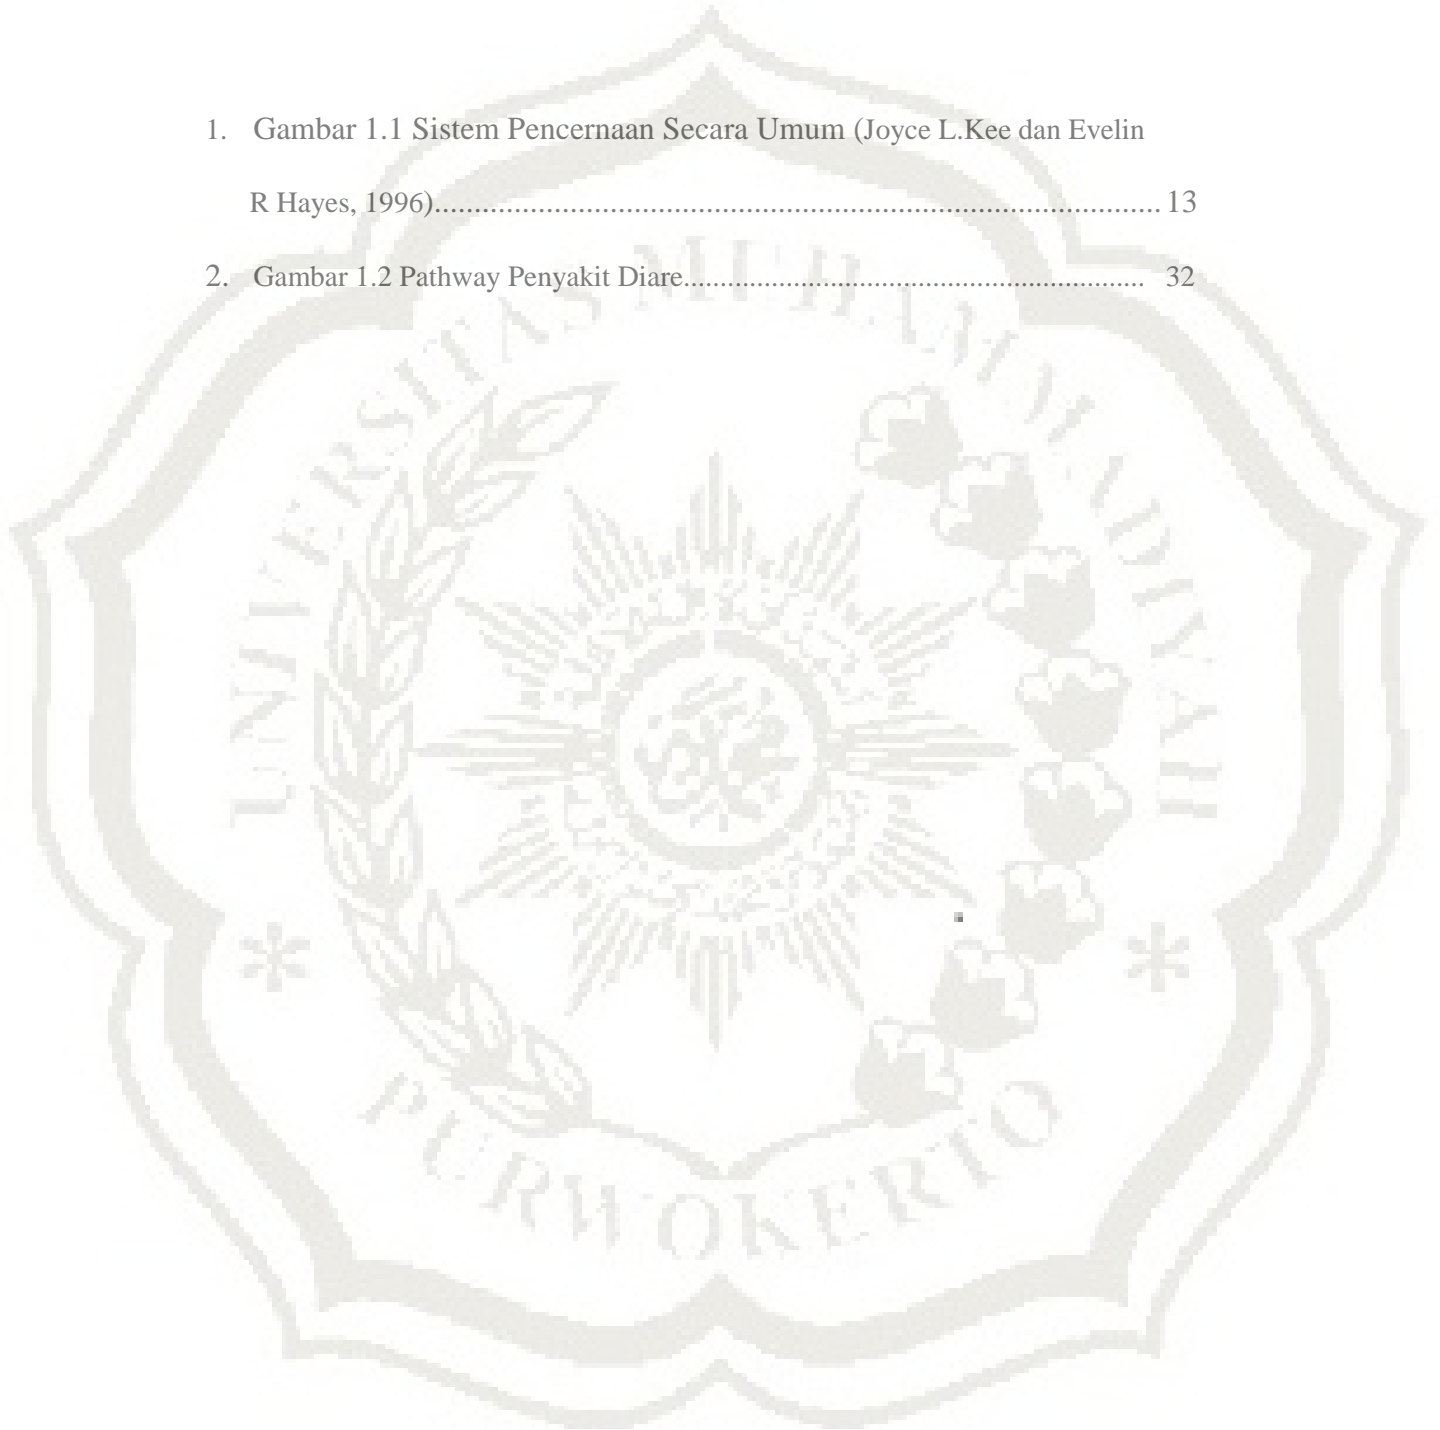 1. Gambar 1.1 Sistem Pencernaan Secara Umum (Joyce L.Kee dan Evelin
R Hayes, 1996)............................................................................................ 13
2. Gambar 1.2 Pathway Penyakit Diare............................................................. 32
UNIVERSITAS MUHAMMADIYAH
* *
PURWOKERTO